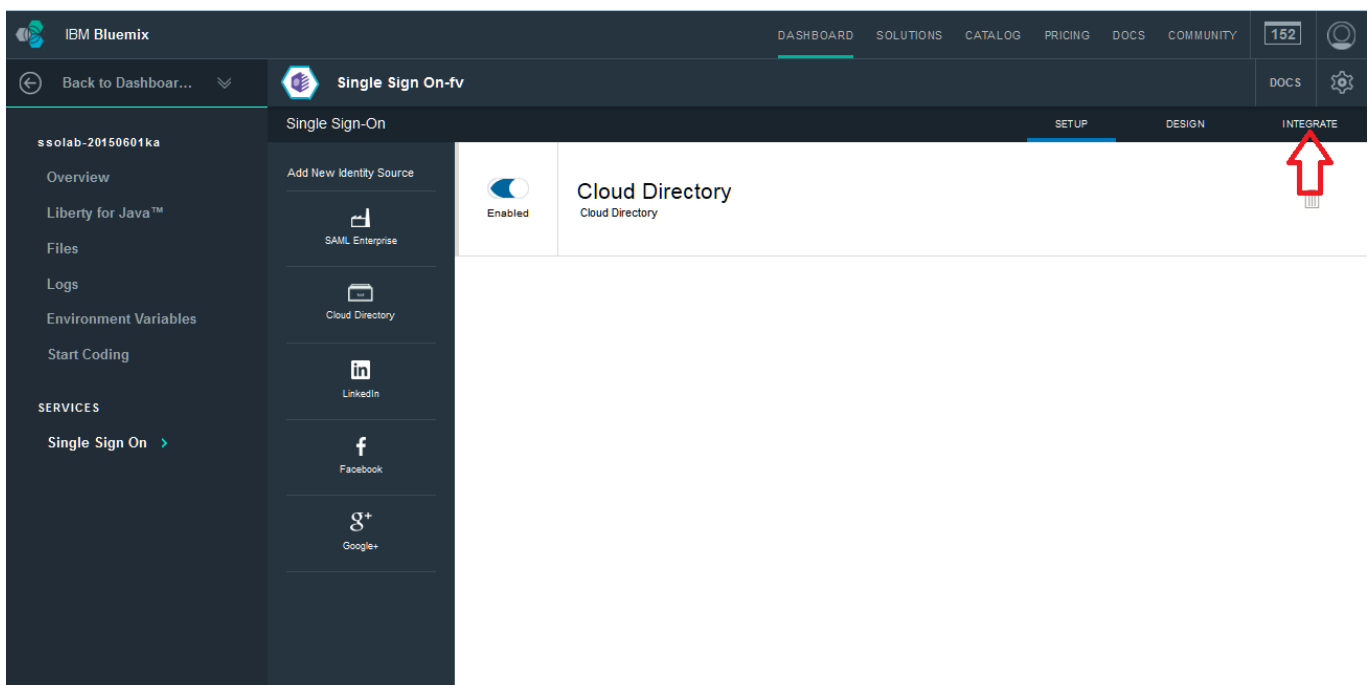 IBM Bluemix
DASHBOARD SOLUTIONS CATALOG PRICING DOCS COMMUNITY 152
Back to Dashboar...
Single Sign On-fv
DOCS
Single Sign-On
SETUP DESIGN INTEGRATE
ssolab-20150601ka
Overview
Liberty for Java™
Files
Logs
Environment Variables
Start Coding
SERVICES
Single Sign On
Add New Identity Source
SAML Enterprise
Cloud Directory
in
LinkedIn
f
Facebook
g+
Google+
Enabled
Cloud Directory
Cloud Directory